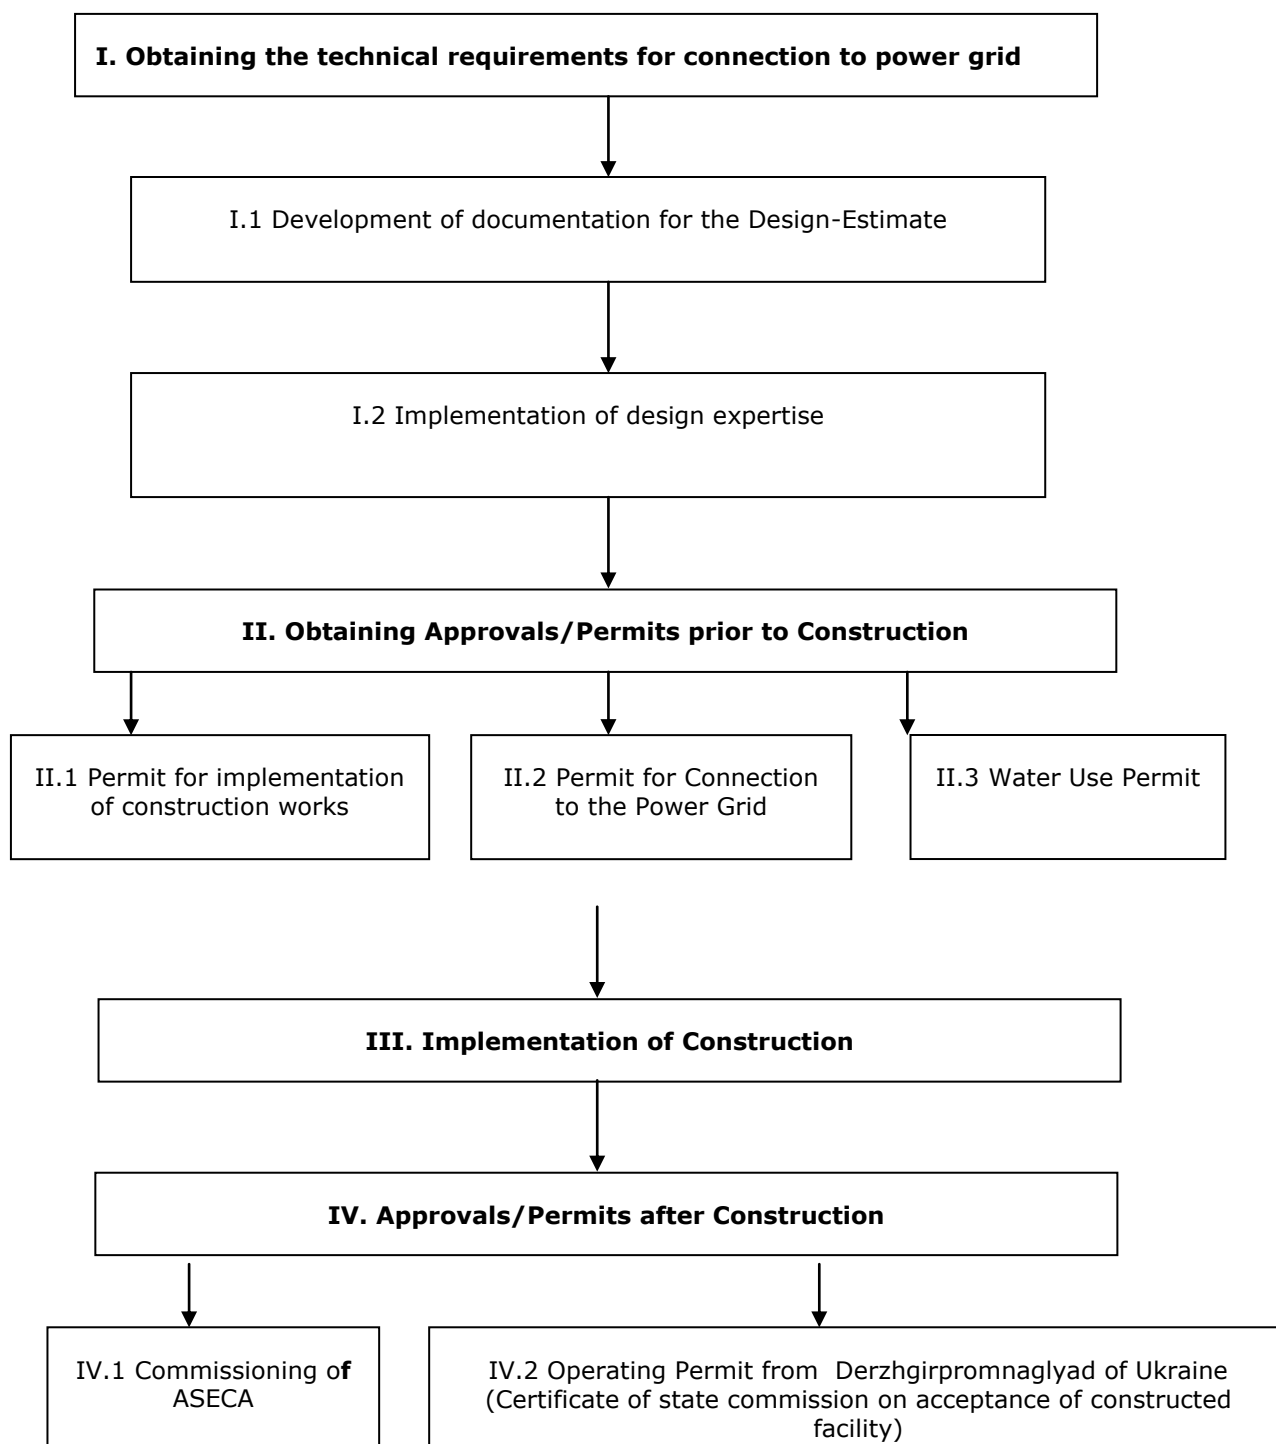 I. Obtaining the technical requirements for connection to power grid
I.1 Development of documentation for the Design-Estimate
I.2 Implementation of design expertise
II. Obtaining Approvals/Permits prior to Construction
II.1 Permit for implementation
of construction works
II.2 Permit for Connection
to the Power Grid
II.3 Water Use Permit
III. Implementation of Construction
IV. Approvals/Permits after Construction
IV.1 Commissioning of
ASECA
IV.2 Operating Permit from Derzhgirpromnaglyad of Ukraine
(Certificate of state commission on acceptance of constructed
facility)